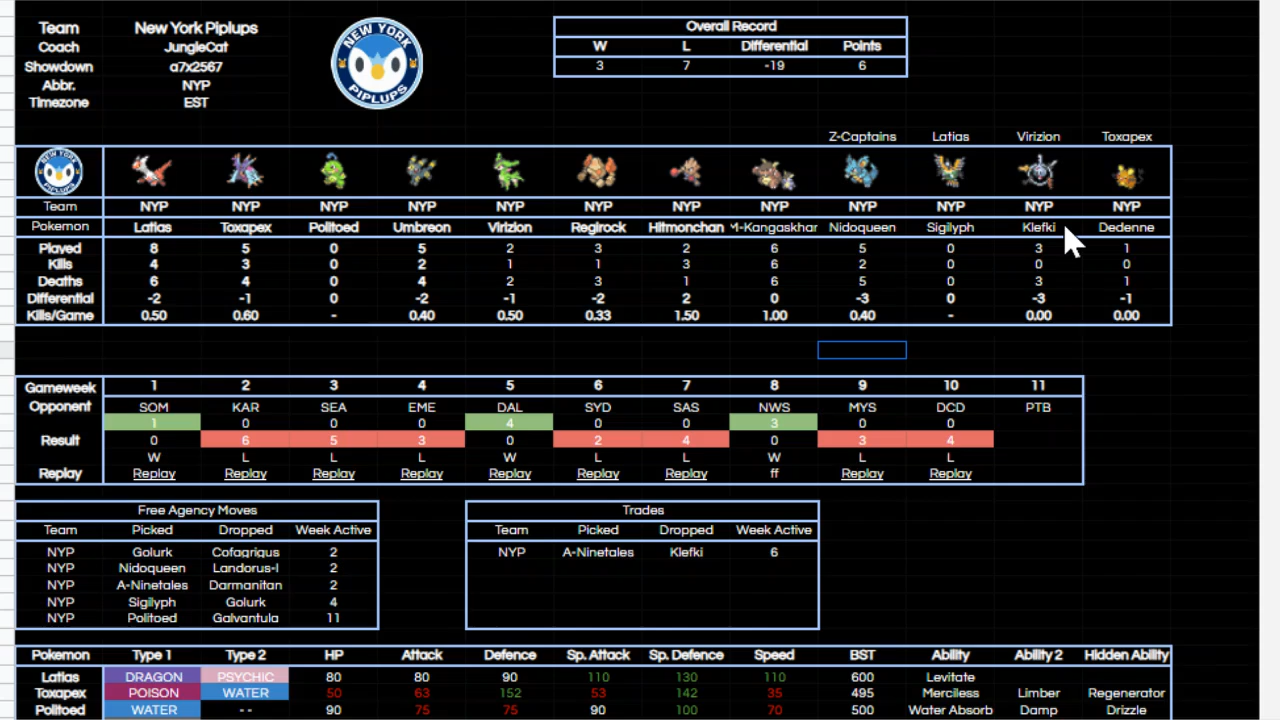 Team New York Piplups
Coach JungleCat
Showdown a7x2567
Abbr. NYP
Timezone EST
NEW YORK PIPLUPS
Overall Record
W L Differential Points
3 7 -19 6
Z-Captains Latias Virizion Toxapex
NEW YORK PIPLUPS
Team NYP NYP NYP NYP NYP NYP NYP NYP NYP NYP NYP NYP
Pokemon Latias Toxapex Politoed Umbreon Virizion Regirock Hitmonchan M-Kangaskhar Nidoqueen Sigilyph Klefki Dedenne
Played 8 5 0 5 2 3 2 6 5 0 3 1
Kills 4 3 0 2 1 1 3 6 2 0 0 0
Deaths 6 4 0 4 2 3 1 6 5 0 3 1
Differential -2 -1 0 -2 -1 -2 2 0 -3 0 -3 -1
Kills/Game 0.50 0.60 - 0.40 0.50 0.33 1.50 1.00 0.40 - 0.00 0.00
Gameweek 1 2 3 4 5 6 7 8 9 10 11
Opponent SOM KAR SEA EME DAL SYD SAS NWS MYS DCD PTB
1 0 0 0 4 0 0 3 0 0
Result 0 6 5 3 0 2 4 0 3 4
W L L L W L L W L L
Replay Replay Replay Replay Replay Replay Replay Replay ff Replay Replay
Free Agency Moves
Team Picked Dropped Week Active
NYP Golurk Cofagrigus 2
NYP Nidoqueen Landorus-I 2
NYP A-Ninetales Darmanitan 2
NYP Sigilyph Golurk 4
NYP Politoed Galvantula 11
Trades
Team Picked Dropped Week Active
NYP A-Ninetales Klefki 6
Pokemon Type 1 Type 2 HP Attack Defence Sp. Attack Sp. Defence Speed BST Ability Ability 2 Hidden Ability
Latias DRAGON PSYCHIC 80 80 90 110 130 110 600 Levitate
Toxapex POISON WATER 50 63 152 53 142 35 495 Merciless Limber Regenerator
Politoed WATER - - 90 75 75 90 100 70 500 Water Absorb Damp Drizzle